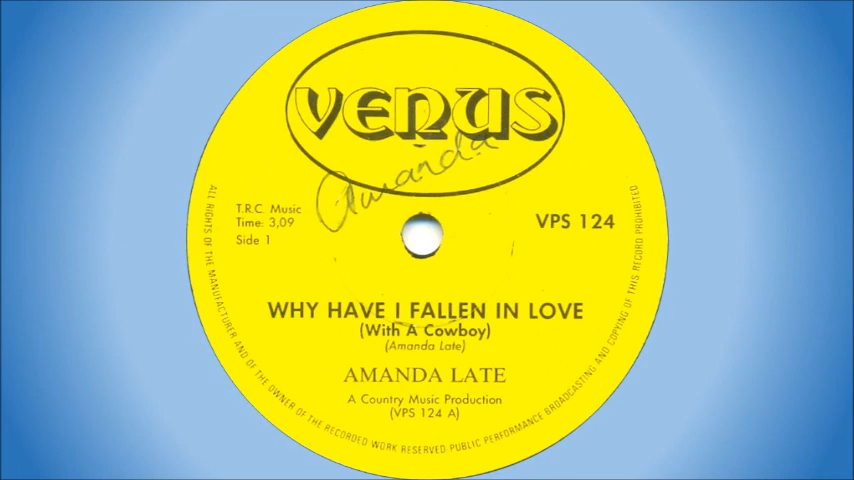 VENUS
Amanda
T.R.C. Music
Time: 3,09
Side 1
VPS 124
WHY HAVE I FALLEN IN LOVE
(With A Cowboy)
(Amanda Late)
AMANDA LATE
A Country Music Production
(VPS 124 A)
ALL RIGHTS OF THE MANUFACTURER AND OF THE OWNER OF THE RECORDED WORK RESERVED PUBLIC PERFORMANCE BROADCASTING AND COPYING OF THIS RECORD PROHIBITED